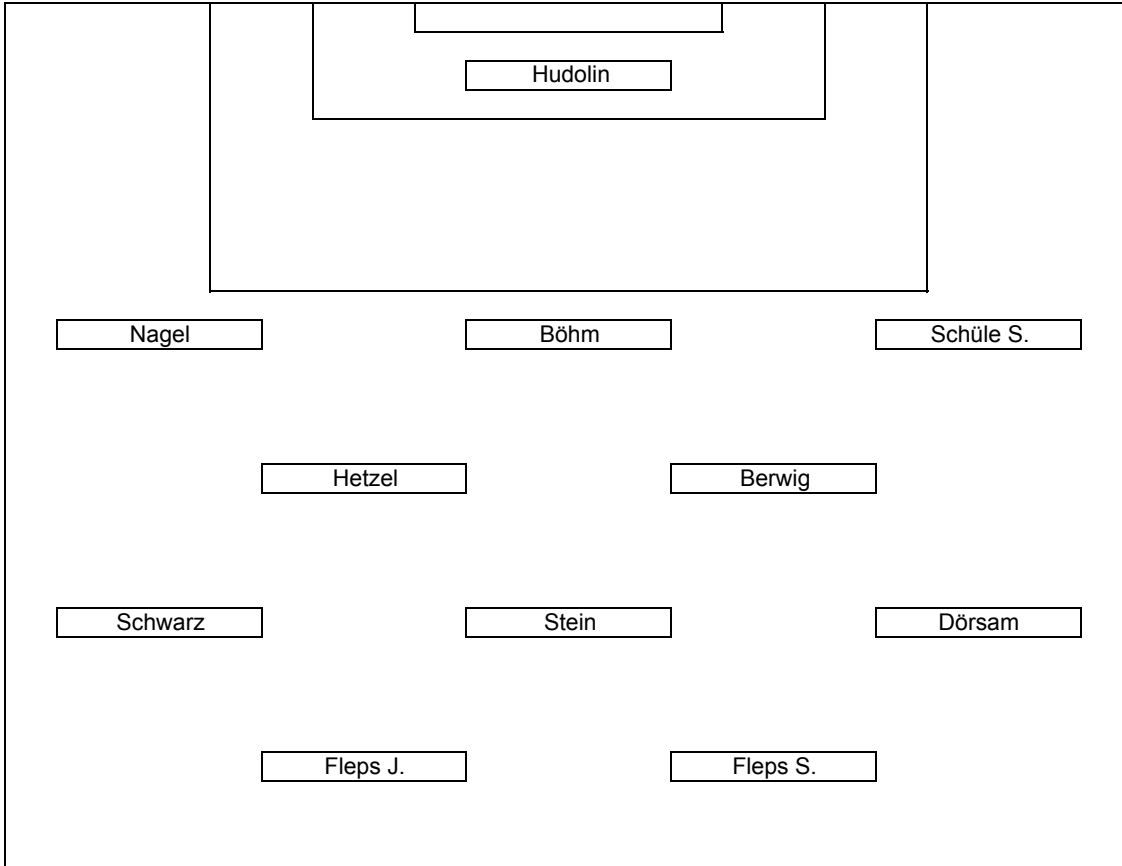 Hudolin
Nagel
Böhm
Schüle S.
Hetzel
Berwig
Schwarz
Stein
Dörsam
Fleps J.
Fleps S.